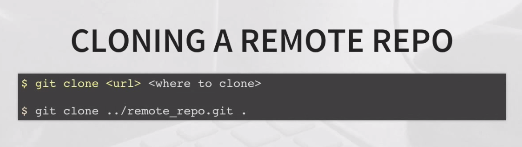 CLONING A REMOTE REPO
$ git clone <url> <where to clone>
$ git clone ../remote_repo.git .